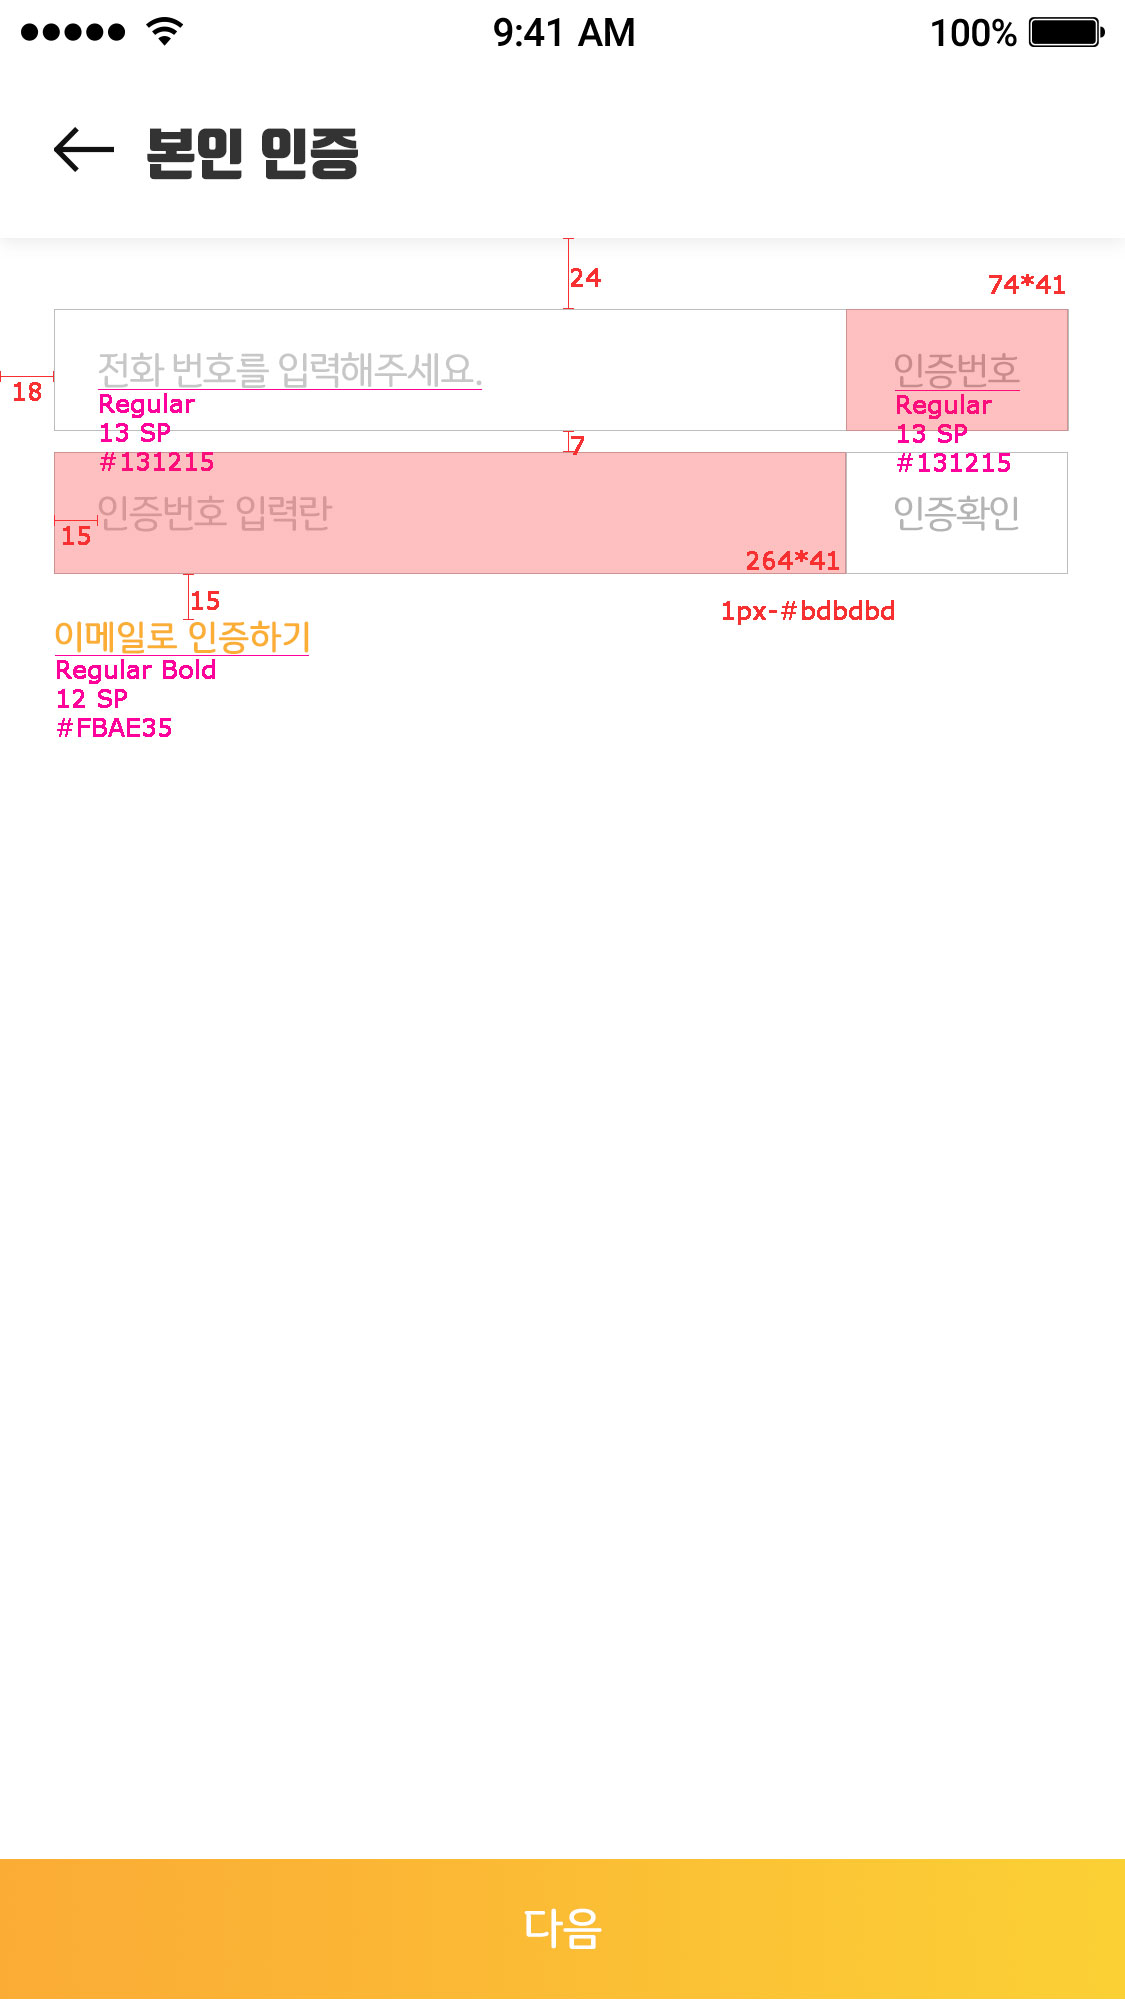 9:41 AM
100%
본인 인증
24
74*41
전화 번호를 입력해주세요.
인증번호
18
Regular
13 SP
#131215
Regular
13 SP
#131215
7
인증번호 입력란
인증확인
15
264*41
15
1px-#bdbdbd
이메일로 인증하기
Regular Bold
12 SP
#FBAE35
다음